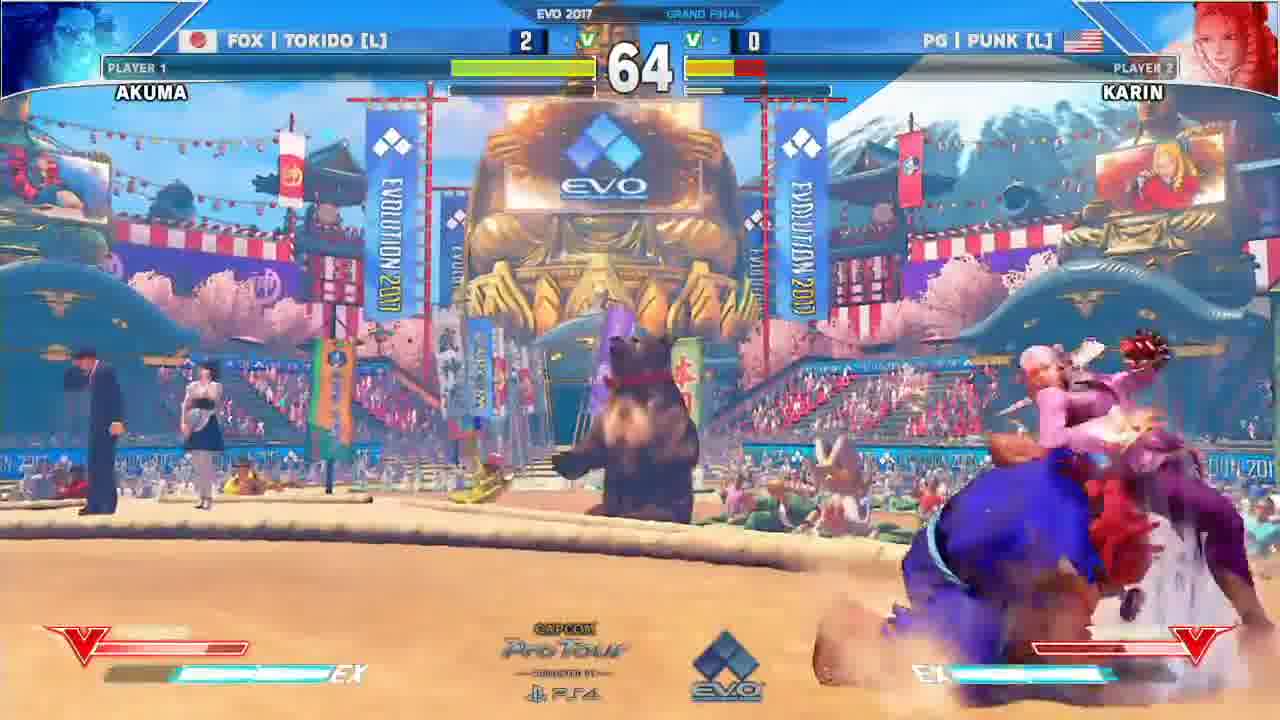 EVO 2017 GRAND FINAL
FOX | TOKIDO [L] 2 V 64 V 0 PG | PUNK [L]
PLAYER 1 PLAYER 2
AKUMA KARIN
EVO
EVOLUTION 2017
EVOLUTION 2017
V V
EX EX
CAPCOM
Pro Tour
PS4
EVO